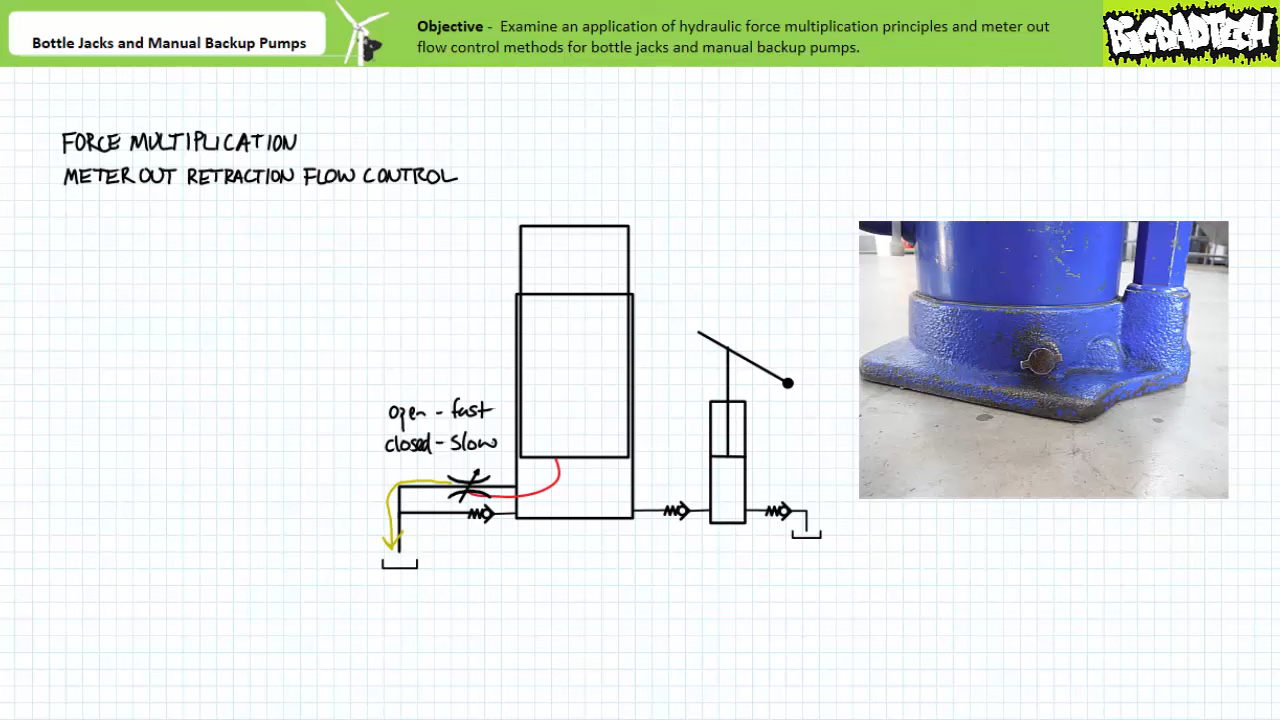 Bottle Jacks and Manual Backup Pumps
Objective - Examine an application of hydraulic force multiplication principles and meter out
flow control methods for bottle jacks and manual backup pumps.
BIGBADTECH
FORCE MULTIPLICATION
METER OUT RETRACTION FLOW CONTROL
open - fast
closed - slow